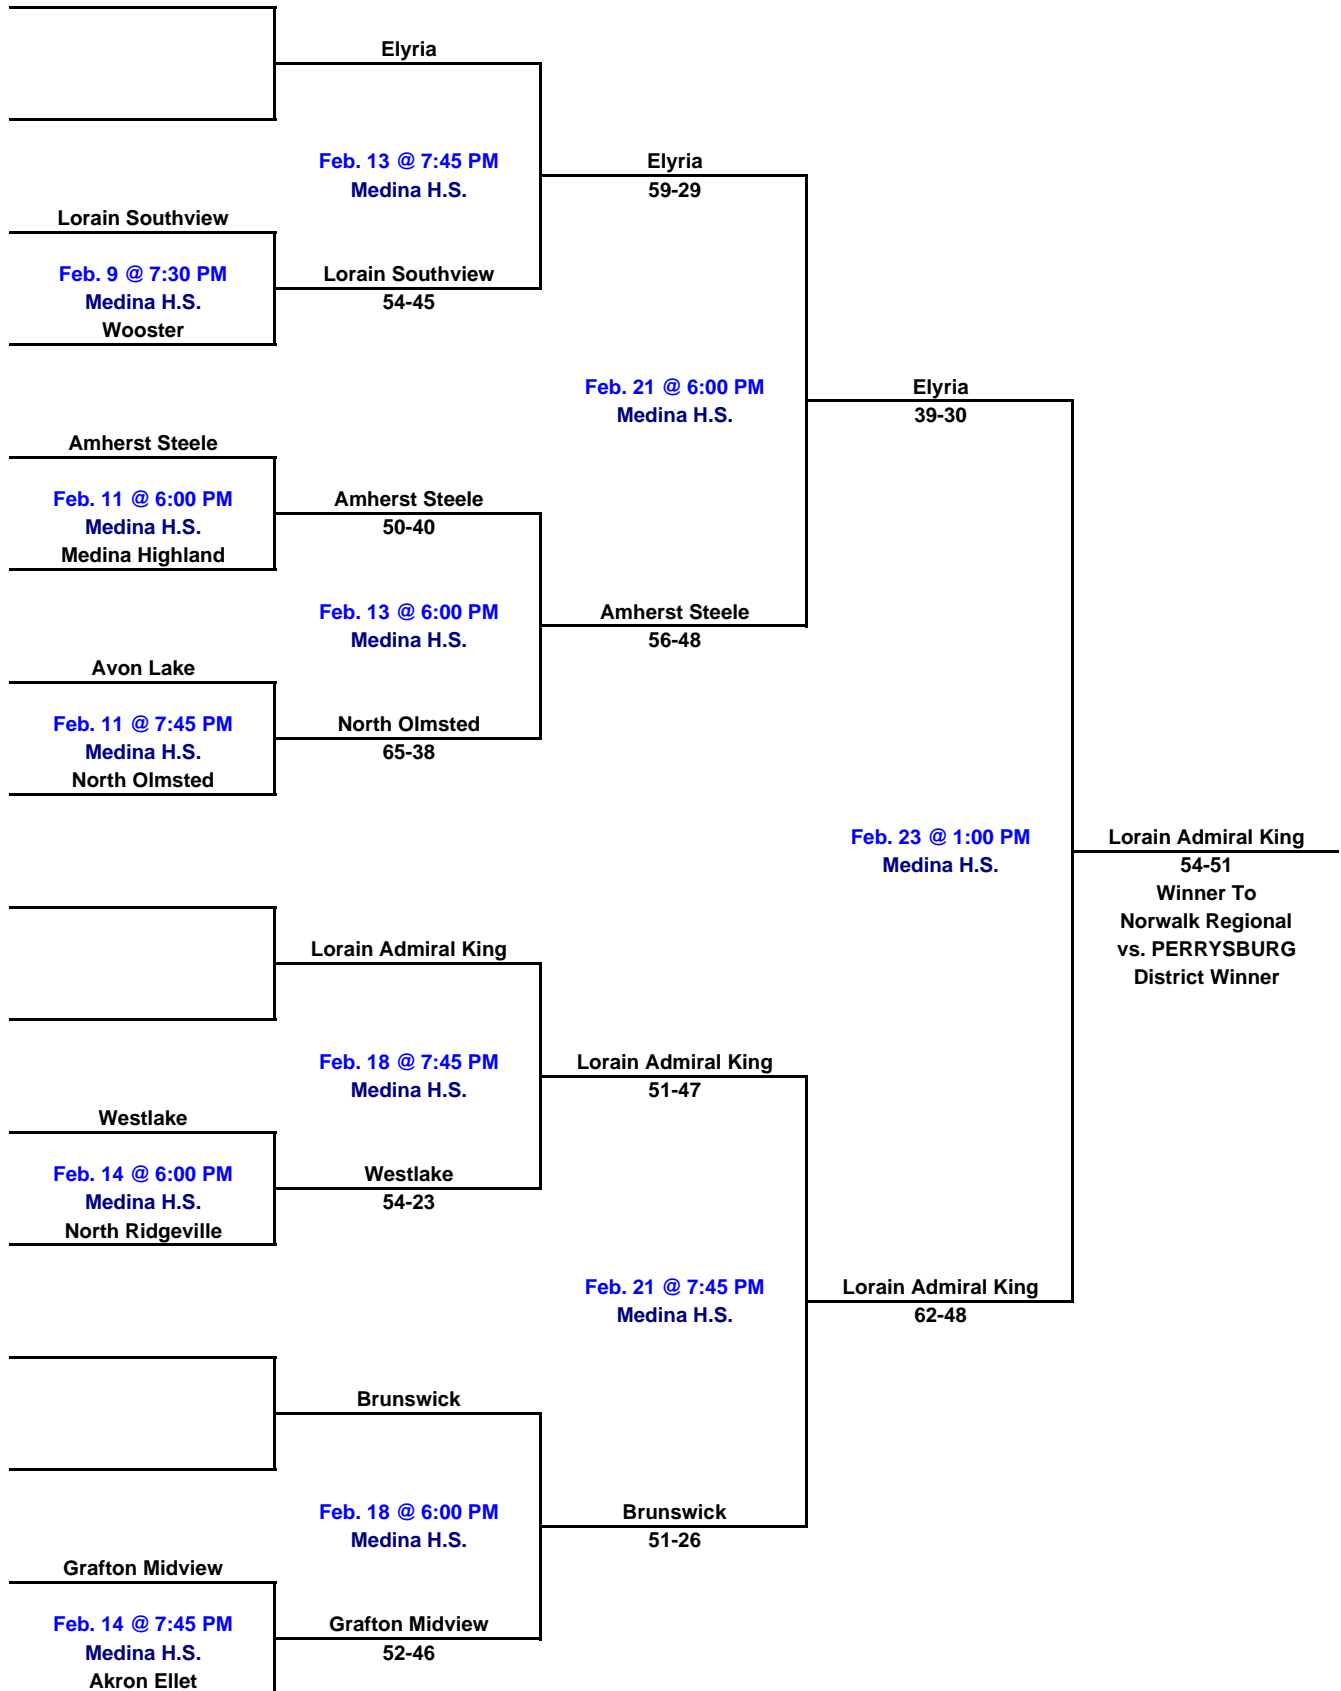 Elyria
Feb. 13 @ 7:45 PM
Medina H.S.
Elyria
59-29
Lorain Southview
Feb. 9 @ 7:30 PM
Medina H.S.
Wooster
Lorain Southview
54-45
Feb. 21 @ 6:00 PM
Medina H.S.
Elyria
39-30
Amherst Steele
Feb. 11 @ 6:00 PM
Medina H.S.
Medina Highland
Amherst Steele
50-40
Feb. 13 @ 6:00 PM
Medina H.S.
Amherst Steele
56-48
Avon Lake
Feb. 11 @ 7:45 PM
Medina H.S.
North Olmsted
North Olmsted
65-38
Feb. 23 @ 1:00 PM
Medina H.S.
Lorain Admiral King
54-51
Winner To
Norwalk Regional
vs. PERRYSBURG
District Winner
Lorain Admiral King
Feb. 18 @ 7:45 PM
Medina H.S.
Lorain Admiral King
51-47
Westlake
Feb. 14 @ 6:00 PM
Medina H.S.
North Ridgeville
Westlake
54-23
Feb. 21 @ 7:45 PM
Medina H.S.
Lorain Admiral King
62-48
Brunswick
Feb. 18 @ 6:00 PM
Medina H.S.
Brunswick
51-26
Grafton Midview
Feb. 14 @ 7:45 PM
Medina H.S.
Akron Ellet
Grafton Midview
52-46